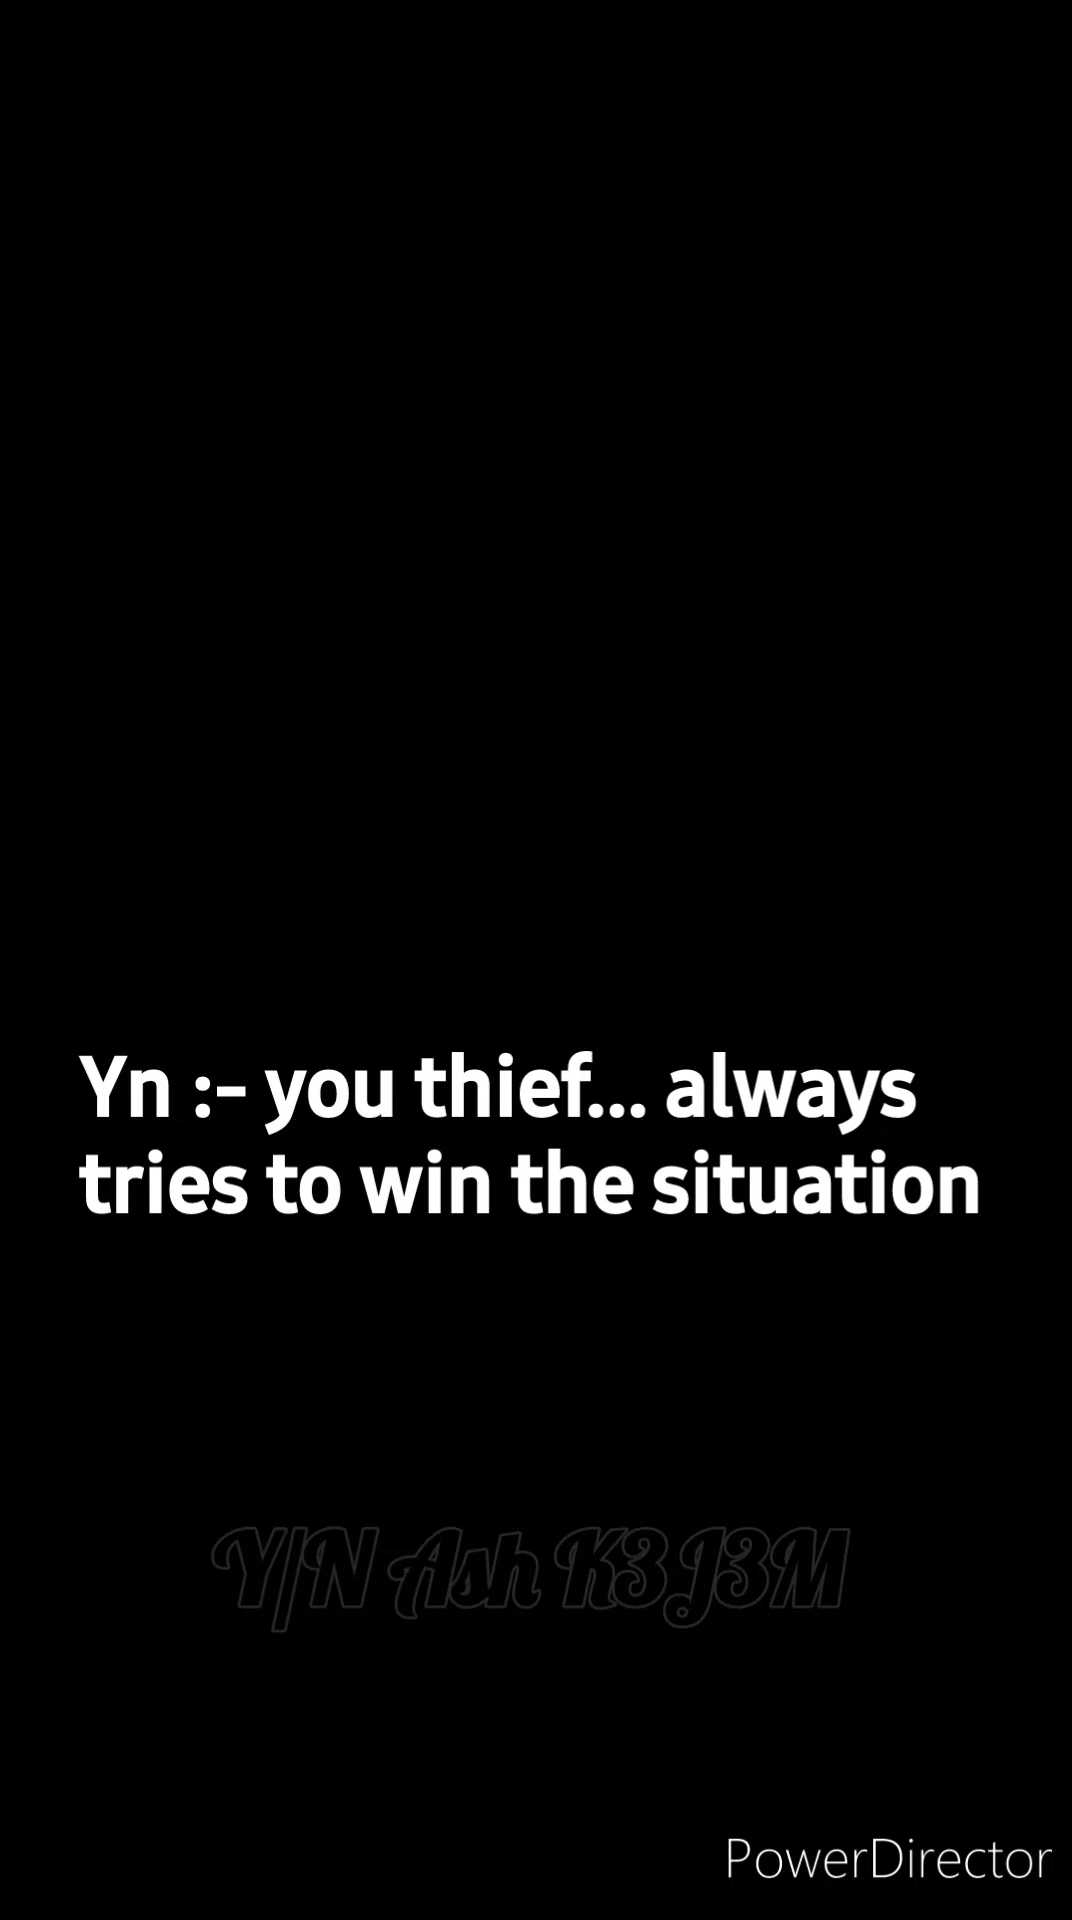 Yn :- you thief... always
tries to win the situation
Y/N Ash K3J3M
PowerDirector